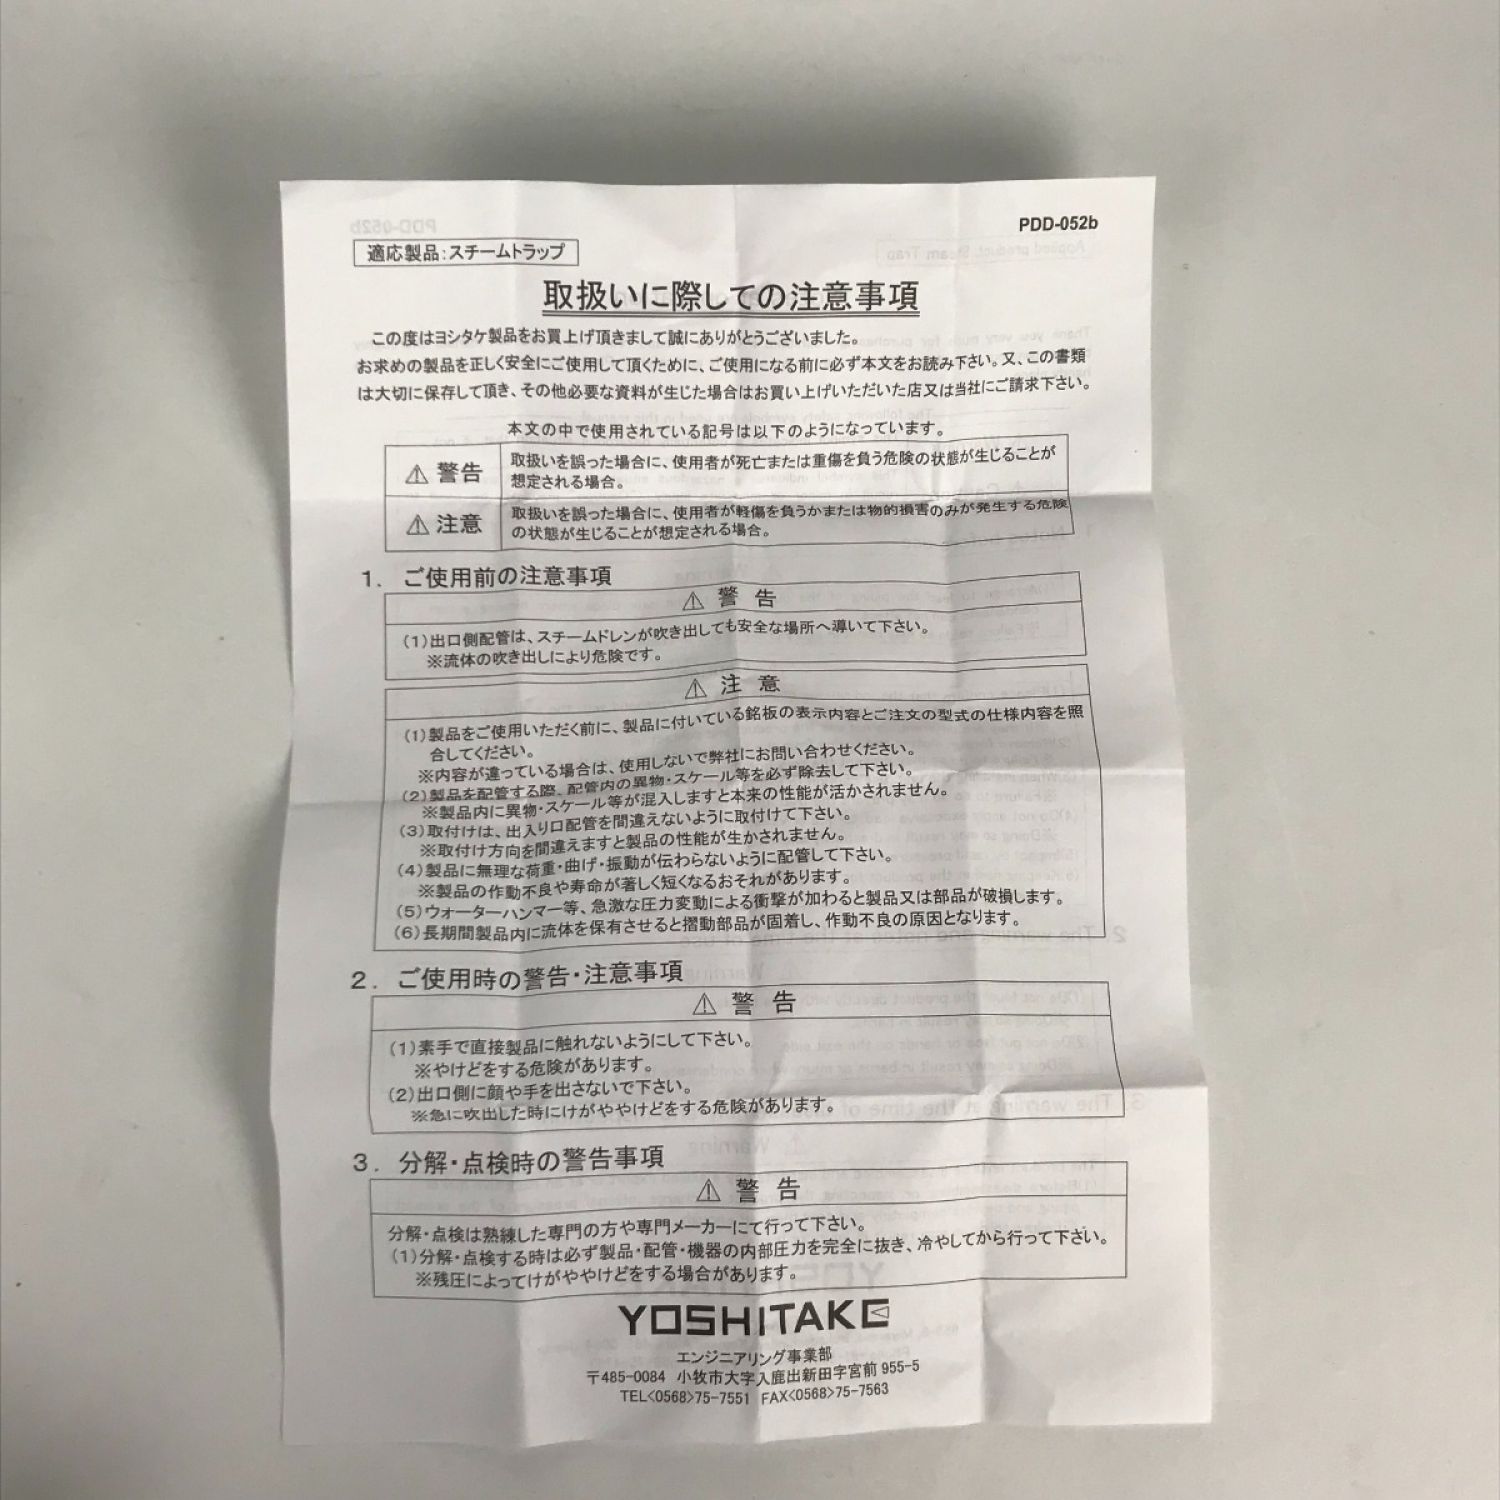 PDD-052b
適応製品：スチームトラップ
取扱いに際しての注意事項
この度はヨシタケ製品をお買上げ頂きまして誠にありがとうございました。
お求めの製品を正しく安全にご使用して頂くために、ご使用になる前に必ず本文をお読み下さい。又、この書類
は大切に保存して頂き、その他必要な資料が生じた場合はお買い上げいただいた店又は当社にご請求下さい。
本文の中で使用されている記号は以下のようになっています。
⚠ 警告
取扱いを誤った場合に、使用者が死亡または重傷を負う危険の状態が生じることが
想定される場合。
⚠ 注意
取扱いを誤った場合に、使用者が軽傷を負うかまたは物的損害のみが発生する危険
の状態が生じることが想定される場合。
1．ご使用前の注意事項
⚠ 警 告
(1)出口側配管は、スチームドレンが吹き出しても安全な場所へ導いて下さい。
※流体の吹き出しにより危険です。
⚠ 注 意
(1)製品をご使用いただく前に、製品に付いている銘板の表示内容とご注文の型式の仕様内容を照
合してください。
※内容が違っている場合は、使用しないで弊社にお問い合わせください。
(2)製品を配管する際、配管内の異物・スケール等を必ず除去して下さい。
※製品内に異物・スケール等が混入しますと本来の性能が活かされません。
(3)取付けは、出入り口配管を間違えないように取付けて下さい。
※取付け方向を間違えますと製品の性能が生かされません。
(4)製品に無理な荷重・曲げ・振動が伝わらないように配管して下さい。
※製品の作動不良や寿命が著しく短くなるおそれがあります。
(5)ウォーターハンマー等、急激な圧力変動による衝撃が加わると製品又は部品が破損します。
(6)長期間製品内に流体を保有させると摺動部品が固着し、作動不良の原因となります。
2．ご使用時の警告・注意事項
⚠ 警 告
(1)素手で直接製品に触れないようにして下さい。
※やけどをする危険があります。
(2)出口側に顔や手を出さないで下さい。
※急に吹出した時にけがややけどをする危険があります。
3．分解・点検時の警告事項
⚠ 警 告
分解・点検は熟練した専門の方や専門メーカーにて行って下さい。
(1)分解・点検する時は必ず製品・配管・機器の内部圧力を完全に抜き、冷やしてから行って下さい。
※残圧によってけがややけどをする場合があります。
YOSHITAKE
エンジニアリング事業部
〒485-0084 小牧市大字入鹿出新田字宮前 955-5
TEL<0568>75-7551 FAX<0568>75-7563